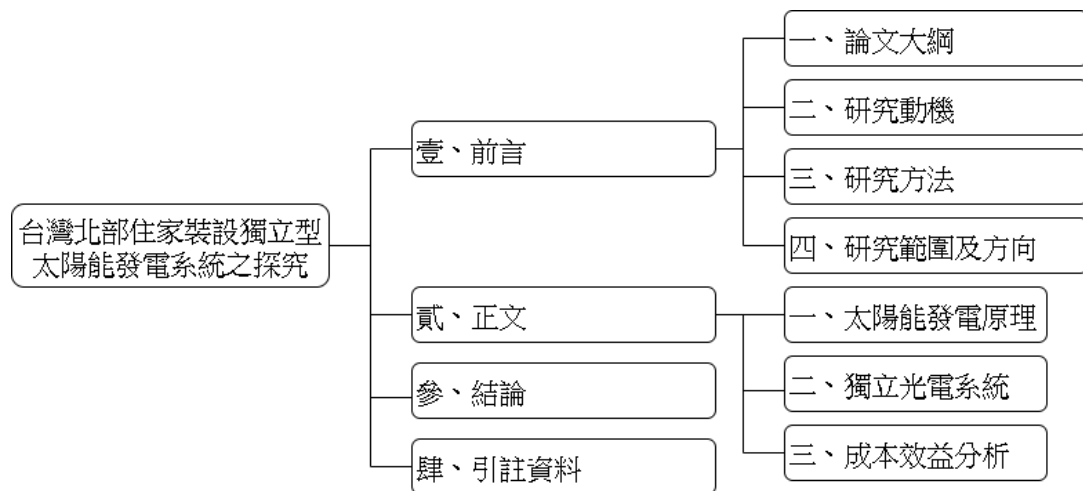 台灣北部住家裝設獨立型
太陽能發電系統之探究
壹、前言
一、論文大綱
二、研究動機
三、研究方法
四、研究範圍及方向
貳、正文
一、太陽能發電原理
二、獨立光電系統
三、成本效益分析
參、結論
肆、引註資料